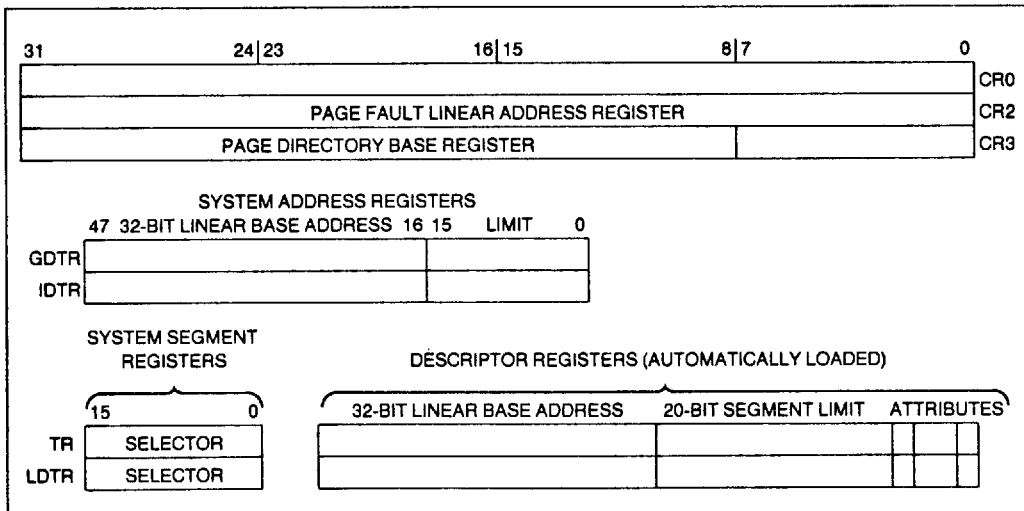 31 24 23 16 15 8 7 0
CR0
PAGE FAULT LINEAR ADDRESS REGISTER CR2
PAGE DIRECTORY BASE REGISTER CR3
SYSTEM ADDRESS REGISTERS
47 32-BIT LINEAR BASE ADDRESS 16 15 LIMIT 0
GDTR
IDTR
SYSTEM SEGMENT
REGISTERS
DESCRIPTOR REGISTERS (AUTOMATICALLY LOADED)
15 0
32-BIT LINEAR BASE ADDRESS 20-BIT SEGMENT LIMIT ATTRIBUTES
TR SELECTOR
LDTR SELECTOR